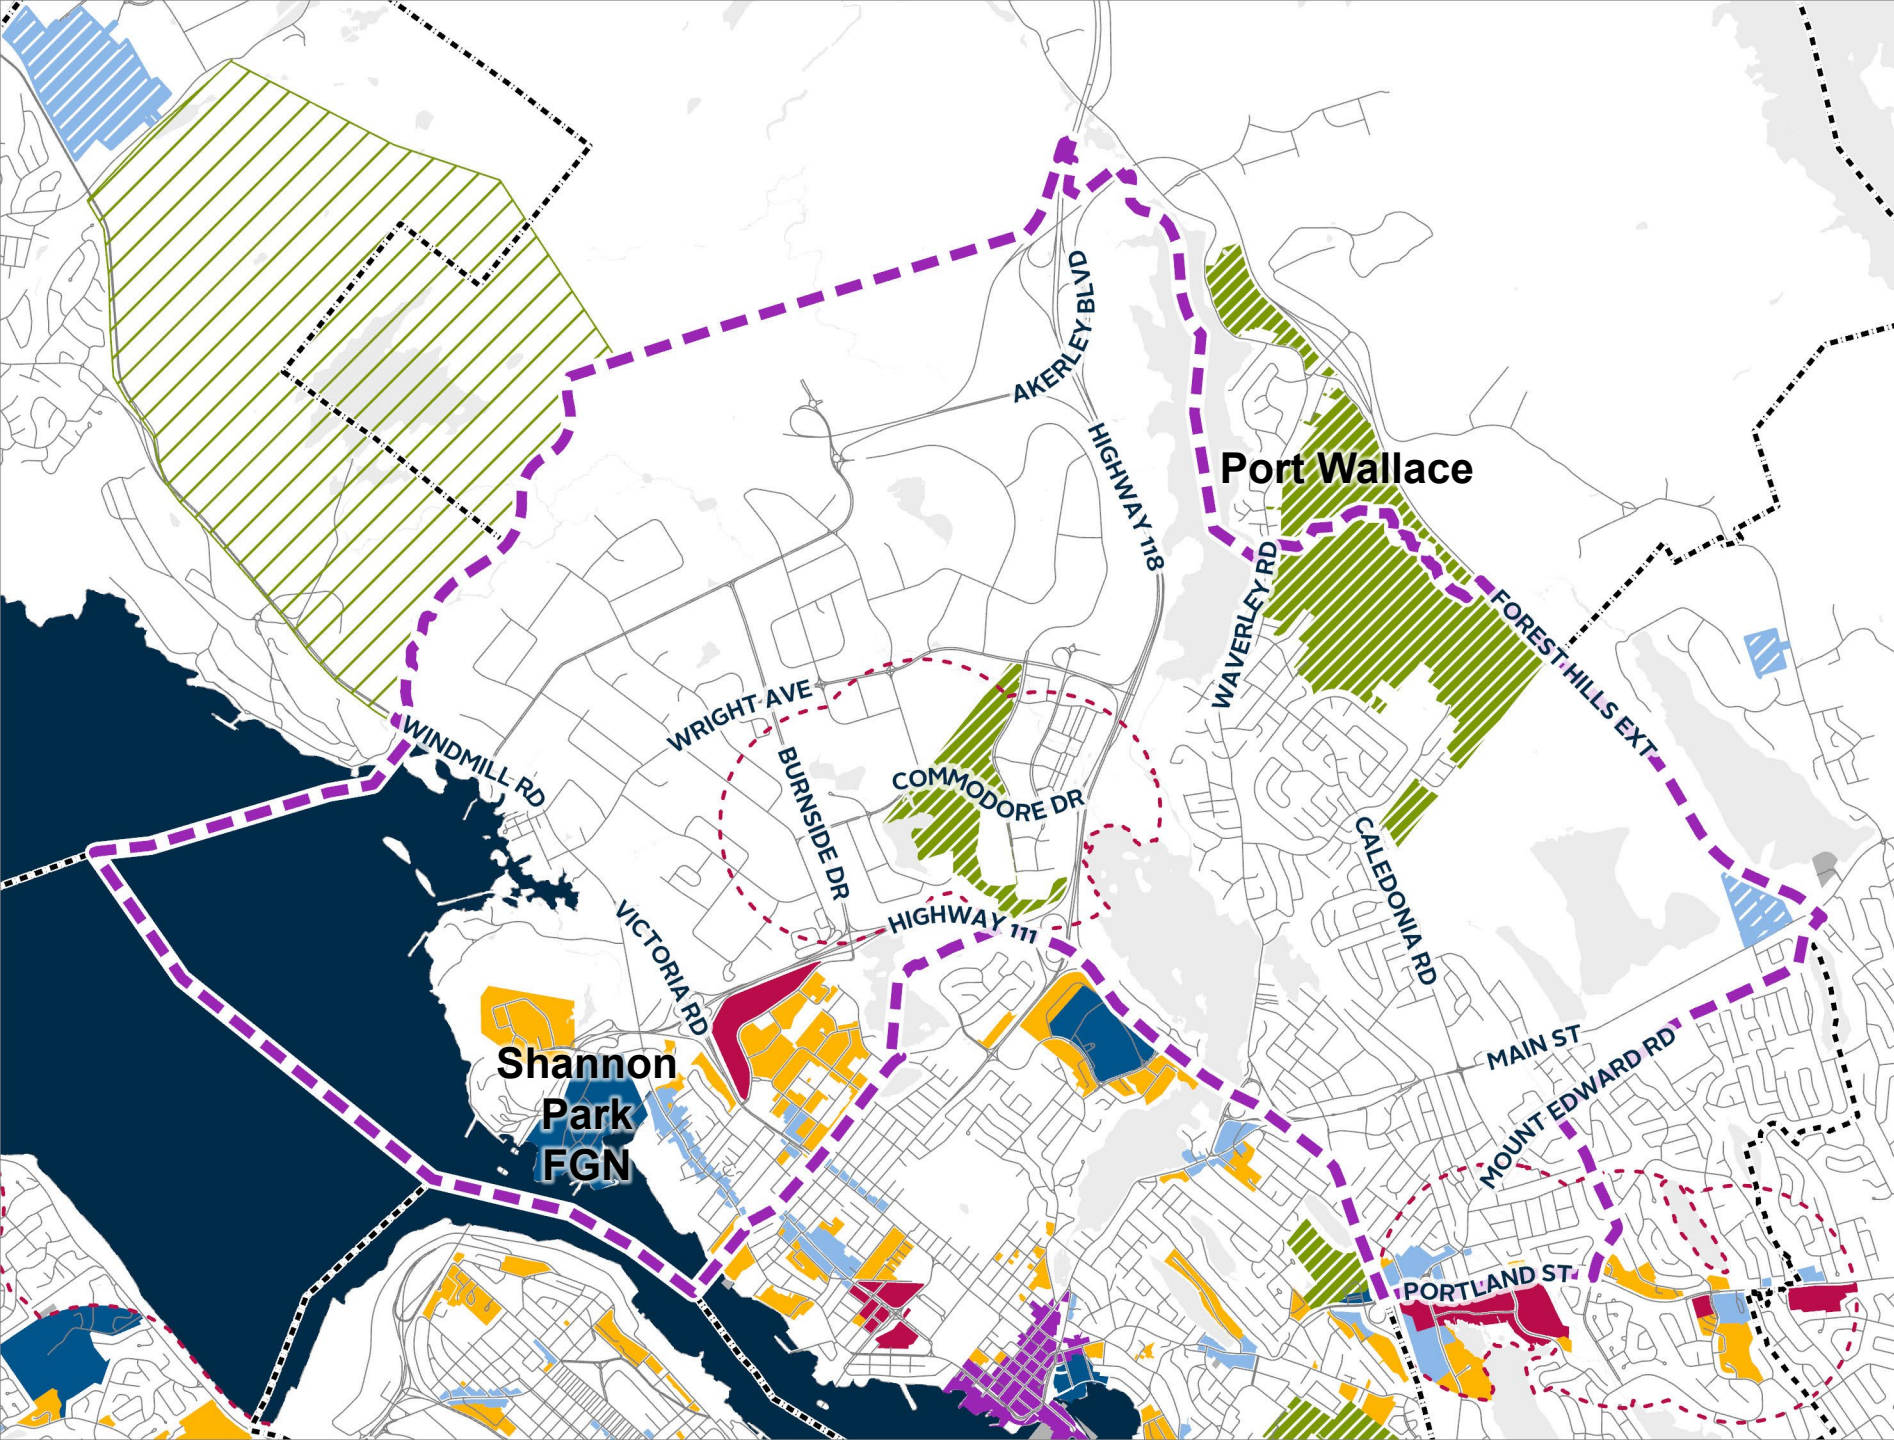 AKERLEY BLVD
HIGHWAY 118
Port Wallace
WAVERLEY RD
FOREST HILLS EXT
WRIGHT AVE
WINDMILL RD
BURNSIDE DR
COMMODORE DR
CALEDONIA RD
VICTORIA RD
HIGHWAY 111
Shannon
Park
FGN
MAIN ST
MOUNT EDWARD RD
PORTLAND ST